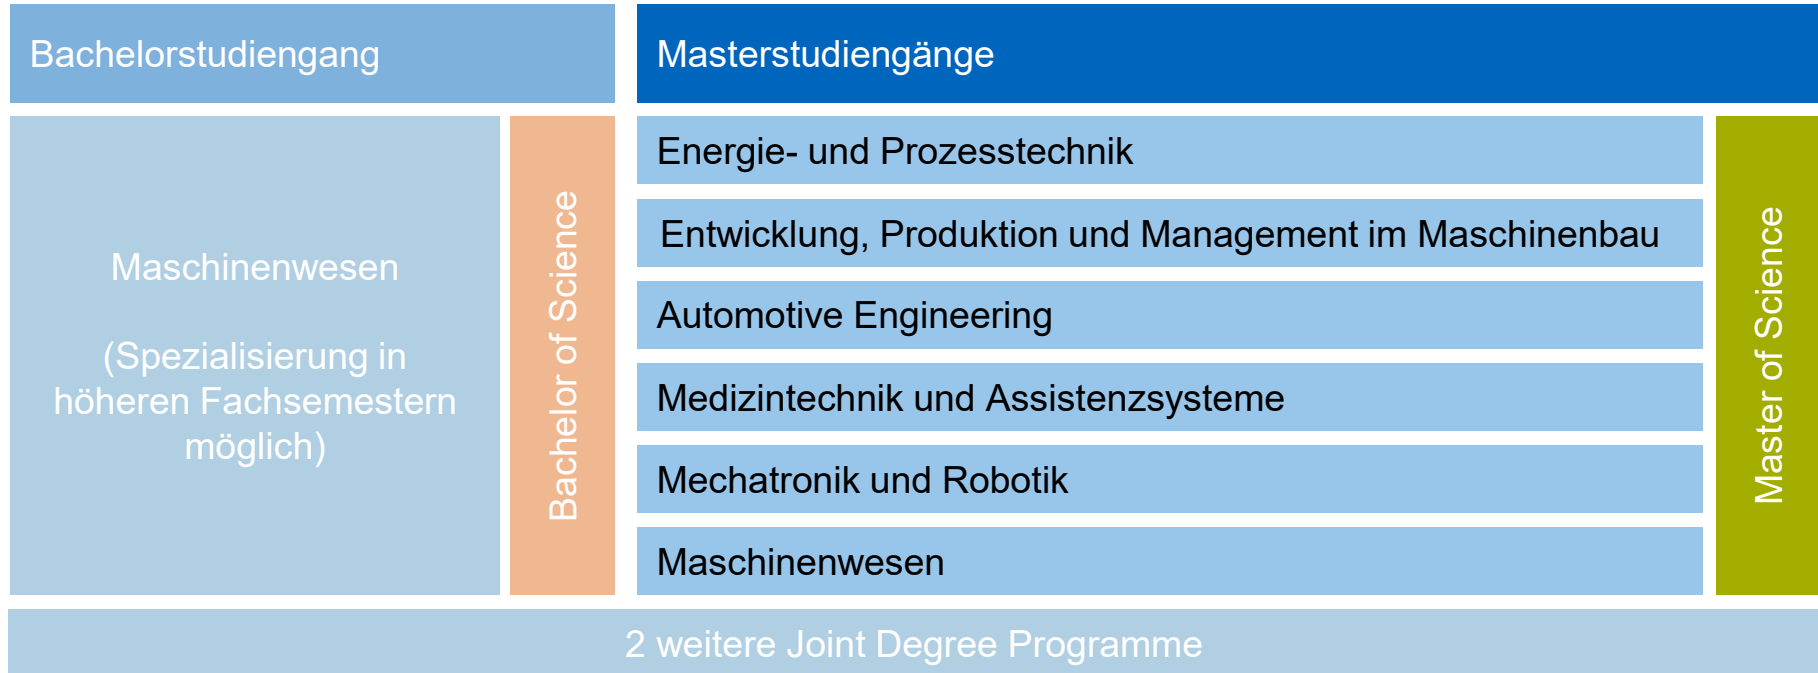 Bachelorstudiengang
Masterstudiengänge
Maschinenwesen
(Spezialisierung in
höheren Fachsemestern
möglich)
Bachelor of Science
Energie- und Prozesstechnik
Entwicklung, Produktion und Management im Maschinenbau
Automotive Engineering
Medizintechnik und Assistenzsysteme
Mechatronik und Robotik
Maschinenwesen
Master of Science
2 weitere Joint Degree Programme